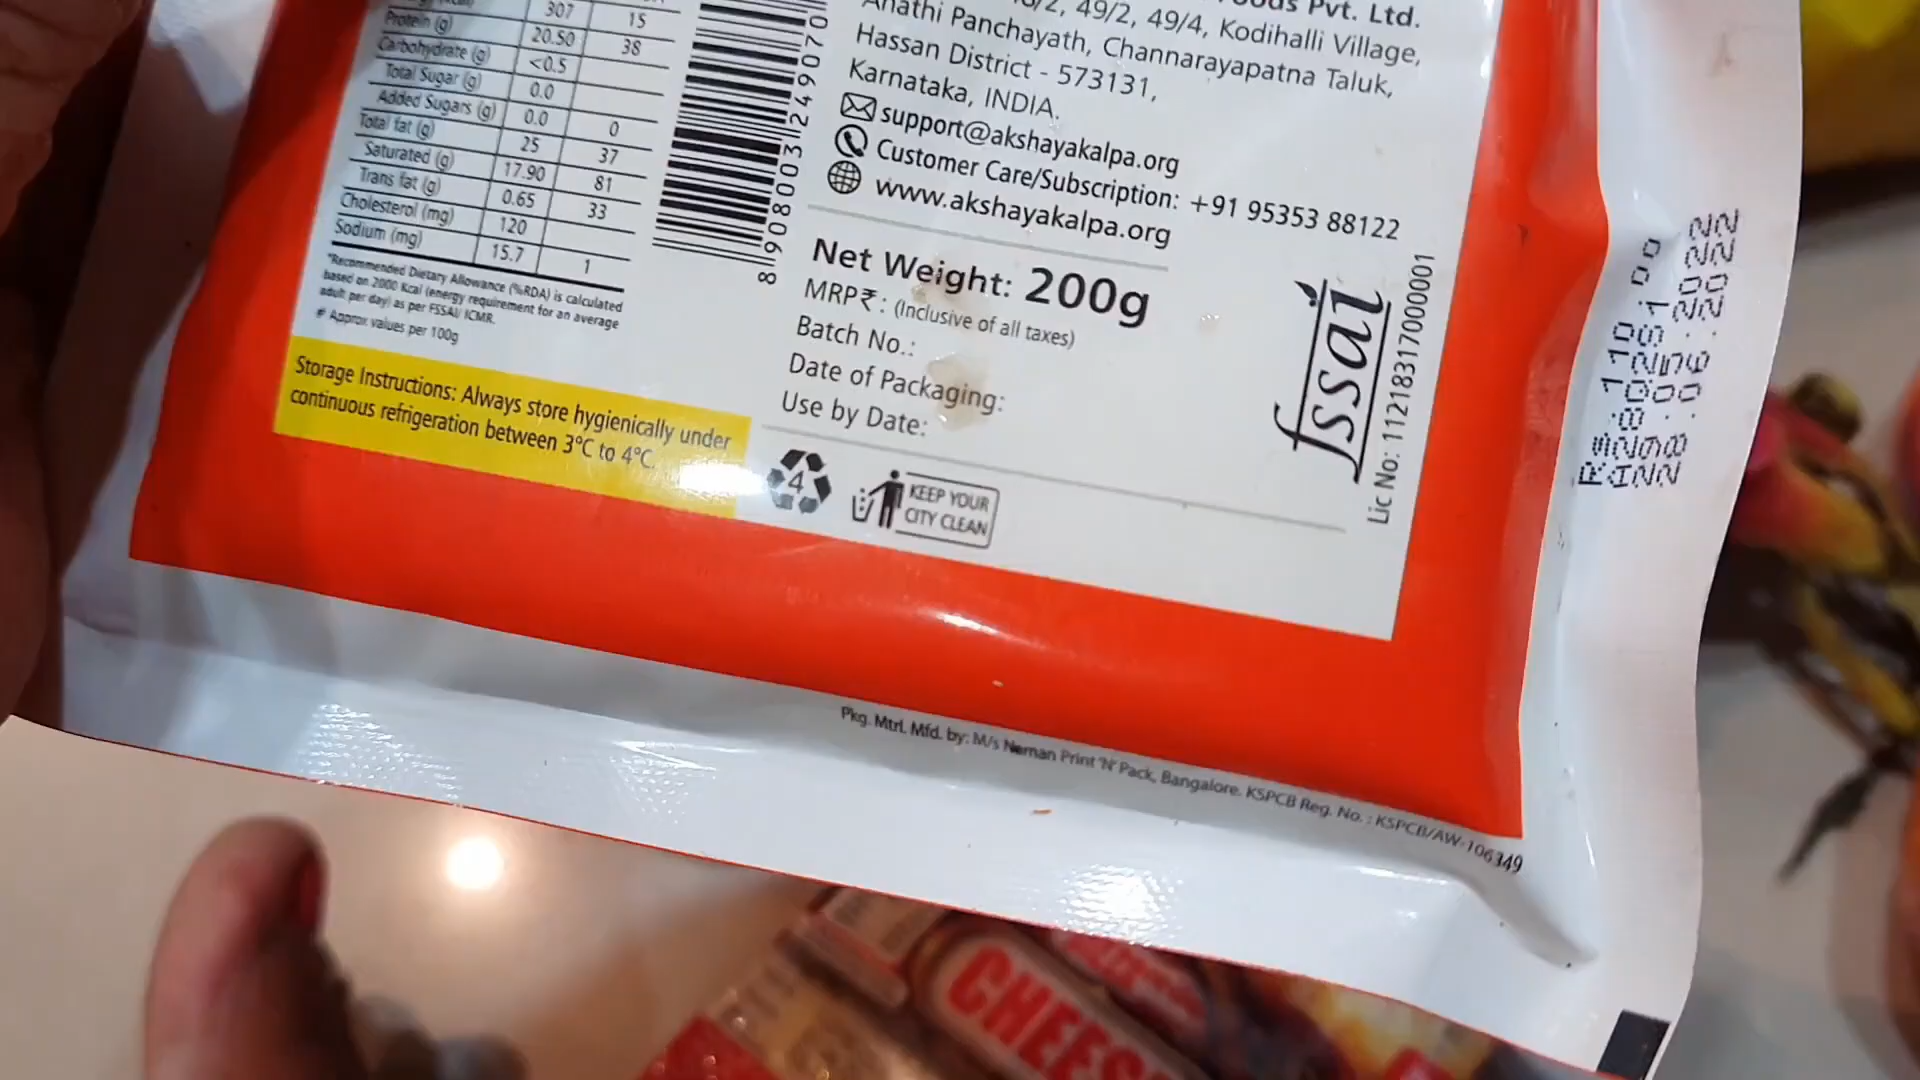 307 15
Protein (g) 20.50 38
Carbohydrate (g) <0.5
Total Sugar (g) 0.0
Added Sugars (g) 0.0 0
Total fat (g) 25 37
Saturated (g) 17.90 81
Trans fat (g) 0.65 33
Cholesterol (mg) 120
Sodium (mg) 15.7 1
*Recommended Dietary Allowance (%RDA) is calculated
based on 2000 Kcal (energy requirement for an average
adult per day) as per FSSAI/ ICMR.
# Approx values per 100g
Storage Instructions: Always store hygienically under
continuous refrigeration between 3°C to 4°C.
8 908003 249070
Pvt. Ltd.
49/2, 49/4, Kodihalli Village,
Panchayath, Channarayapatna Taluk,
Hassan District - 573131,
Karnataka, INDIA.
support@akshayakalpa.org
Customer Care/Subscription: +91 95353 88122
www.akshayakalpa.org
Net Weight: 200g
MRP₹: (Inclusive of all taxes)
Batch No.:
Date of Packaging:
Use by Date:
4
KEEP YOUR
CITY CLEAN
fssai
Lic No: 11218317000001
Pkg. Mtrl. Mfd. by: M/s Neman Print 'N' Pack, Bangalore. KSPCB Reg. No. : KSPCB/AW-106349
CHEES